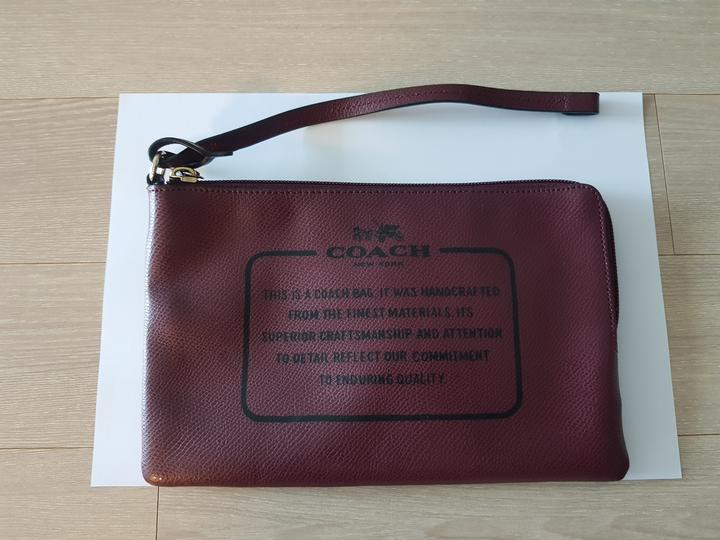 COACH
NEW YORK
THIS IS A COACH BAG. IT WAS HANDCRAFTED
FROM THE FINEST MATERIALS. ITS
SUPERIOR CRAFTSMANSHIP AND ATTENTION
TO DETAIL REFLECT OUR COMMITMENT
TO ENDURING QUALITY.